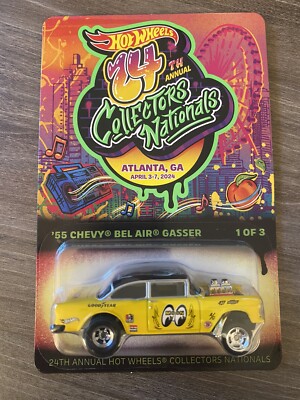 HOT WHEELS
24TH
ANNUAL
COLLECTORS
NATIONALS
ATLANTA, GA
APRIL 3-7, 2024
'55 CHEVY® BEL AIR® GASSER
1 OF 3
GOODYEAR
24TH ANNUAL HOT WHEELS® COLLECTORS NATIONALS